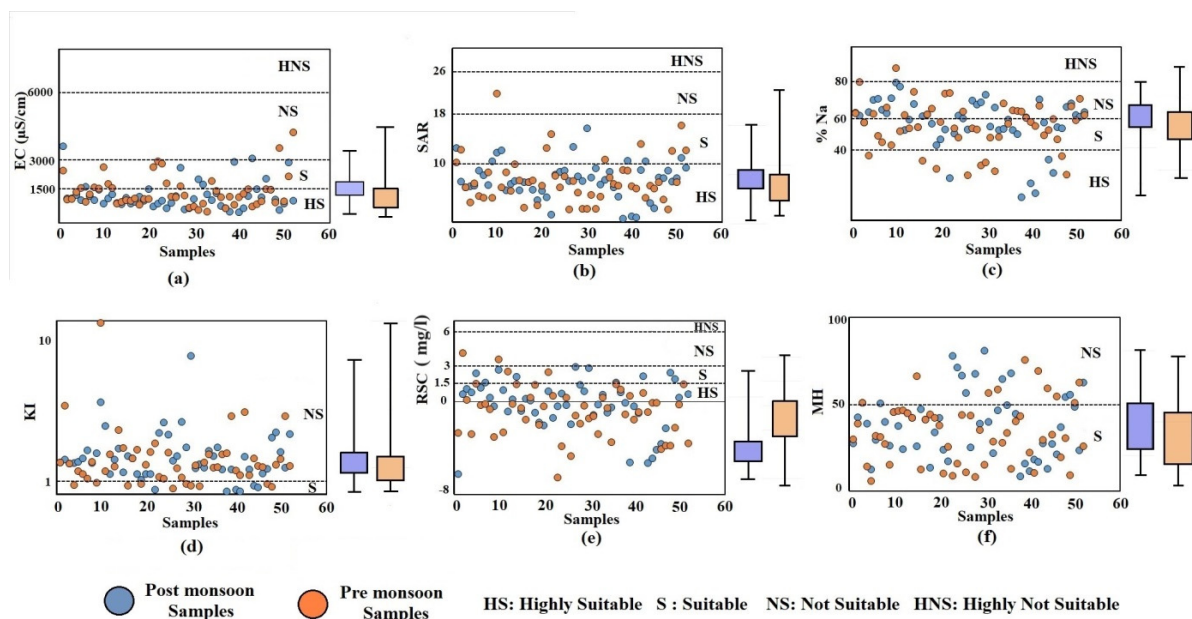 EC (µS/cm)
6000
3000
1500
HNS
NS
S
HS
0 10 20 30 40 50 60
Samples
(a)
SAR
26
18
10
HNS
NS
S
HS
0 10 20 30 40 50 60
Samples
(b)
% Na
80
60
40
HNS
NS
S
HS
0 10 20 30 40 50 60
Samples
(c)
KI
10
1
NS
S
0 10 20 30 40 50 60
Samples
(d)
RSC ( mg/l)
6
3
1.5
0
-8
HNS
NS
S
HS
0 10 20 30 40 50 60
Samples
(e)
MH
100
50
0
NS
S
0 10 20 30 40 50 60
Samples
(f)
Post monsoon
Samples
Pre monsoon
Samples
HS: Highly Suitable S : Suitable NS: Not Suitable HNS: Highly Not Suitable